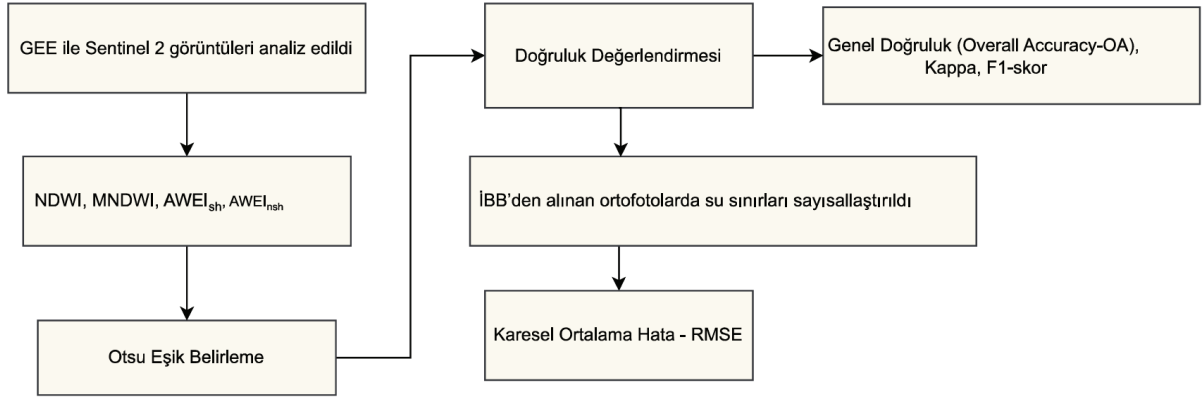 GEE ile Sentinel 2 görüntüleri analiz edildi
NDWI, MNDWI, AWEIsh, AWEInsh
Otsu Eşik Belirleme
Doğruluk Değerlendirmesi
Genel Doğruluk (Overall Accuracy-OA),
Kappa, F1-skor
İBB’den alınan ortofotolarda su sınırları sayısallaştırıldı
Karesel Ortalama Hata - RMSE